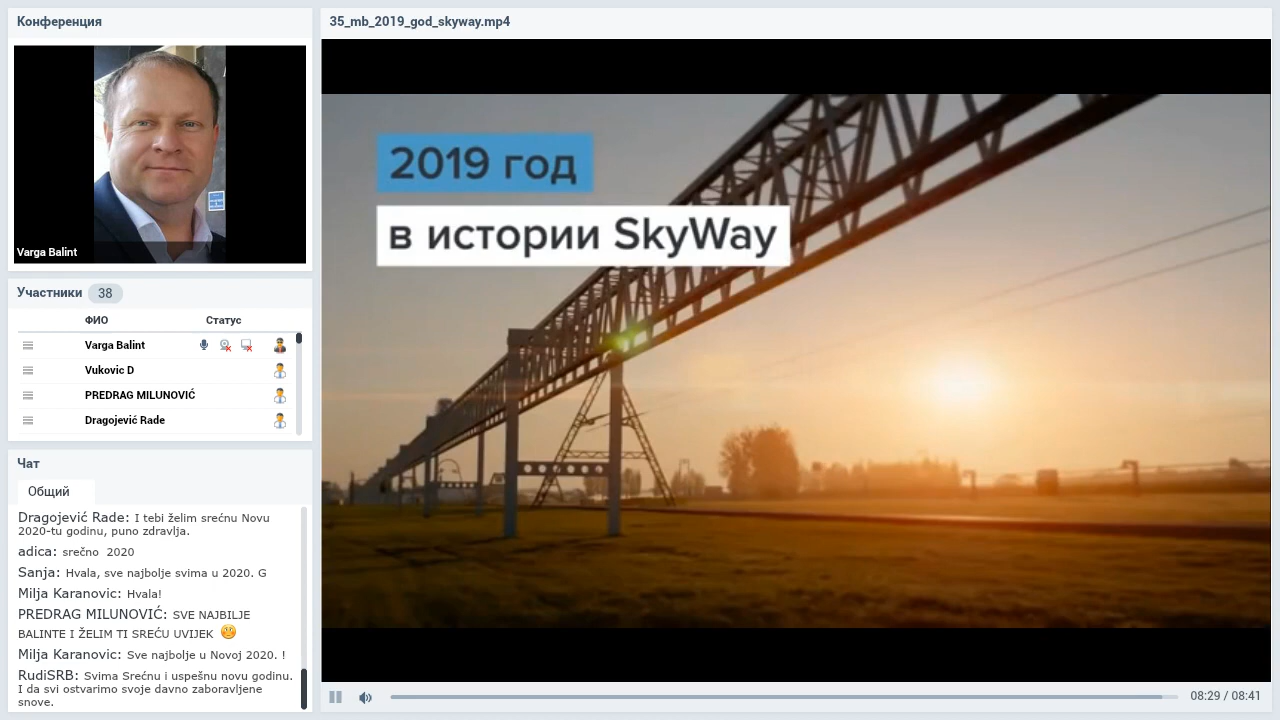 Конференция
Varga Balint
Участники 38
ФИО Статус
Varga Balint
Vukovic D
PREDRAG MILUNOVIĆ
Dragojević Rade
Чат
Общий
Dragojević Rade: I tebi želim srećnu Novu
2020-tu godinu, puno zdravlja.
adica: srečno 2020
Sanja: Hvala, sve najbolje svima u 2020. G
Milja Karanovic: Hvala!
PREDRAG MILUNOVIĆ: SVE NAJBILJE
BALINTE I ŽELIM TI SREĆU UVIJEK
Milja Karanovic: Sve najbolje u Novoj 2020. !
RudiSRB: Svima Srećnu i uspešnu novu godinu.
I da svi ostvarimo svoje davno zaboravljene
snove.
35_mb_2019_god_skyway.mp4
2019 год
в истории SkyWay
08:29 / 08:41